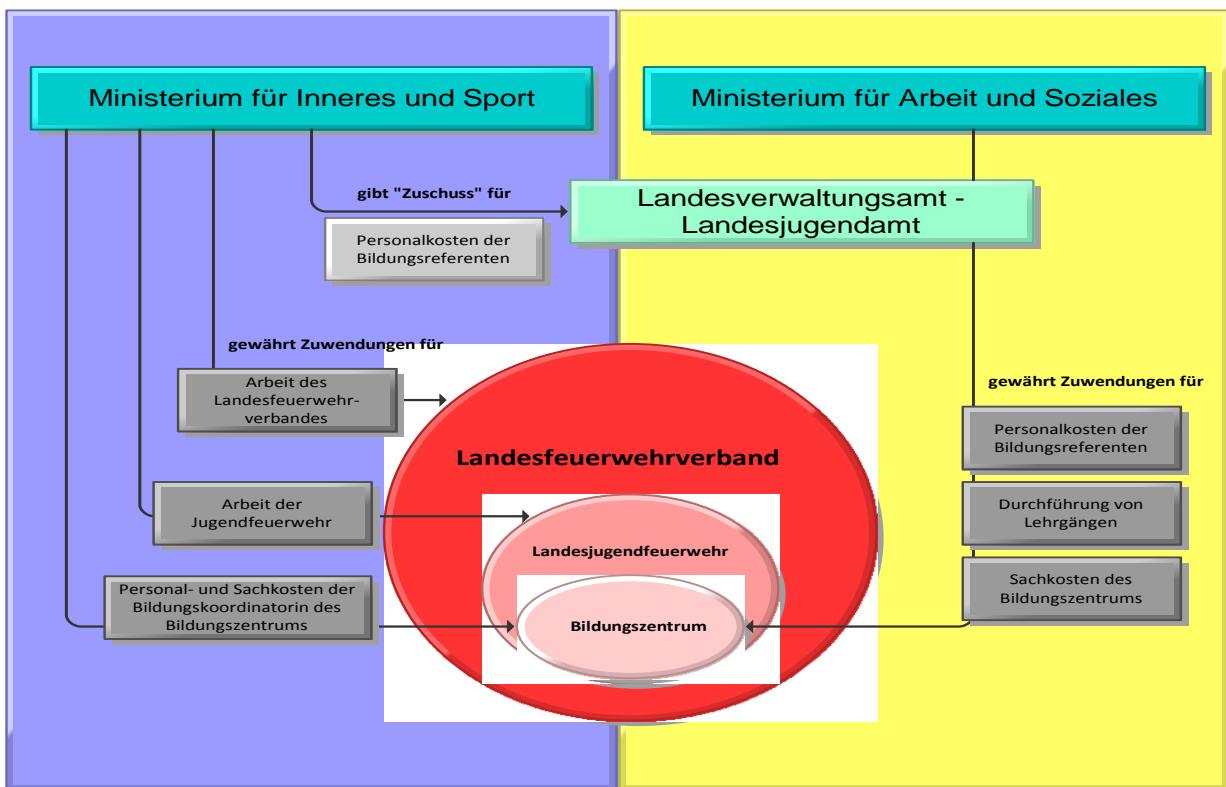 Ministerium für Inneres und Sport
Ministerium für Arbeit und Soziales
gibt "Zuschuss" für
Landesverwaltungsamt -
Landesjugendamt
Personalkosten der
Bildungsreferenten
gewährt Zuwendungen für
Arbeit des
Landesfeuerwehr-
verbandes
gewährt Zuwendungen für
Personalkosten der
Bildungsreferenten
Landesfeuerwehrverband
Arbeit der
Jugendfeuerwehr
Durchführung von
Lehrgängen
Landesjugendfeuerwehr
Personal- und Sachkosten der
Bildungskoordinatorin des
Bildungszentrums
Sachkosten des
Bildungszentrums
Bildungszentrum